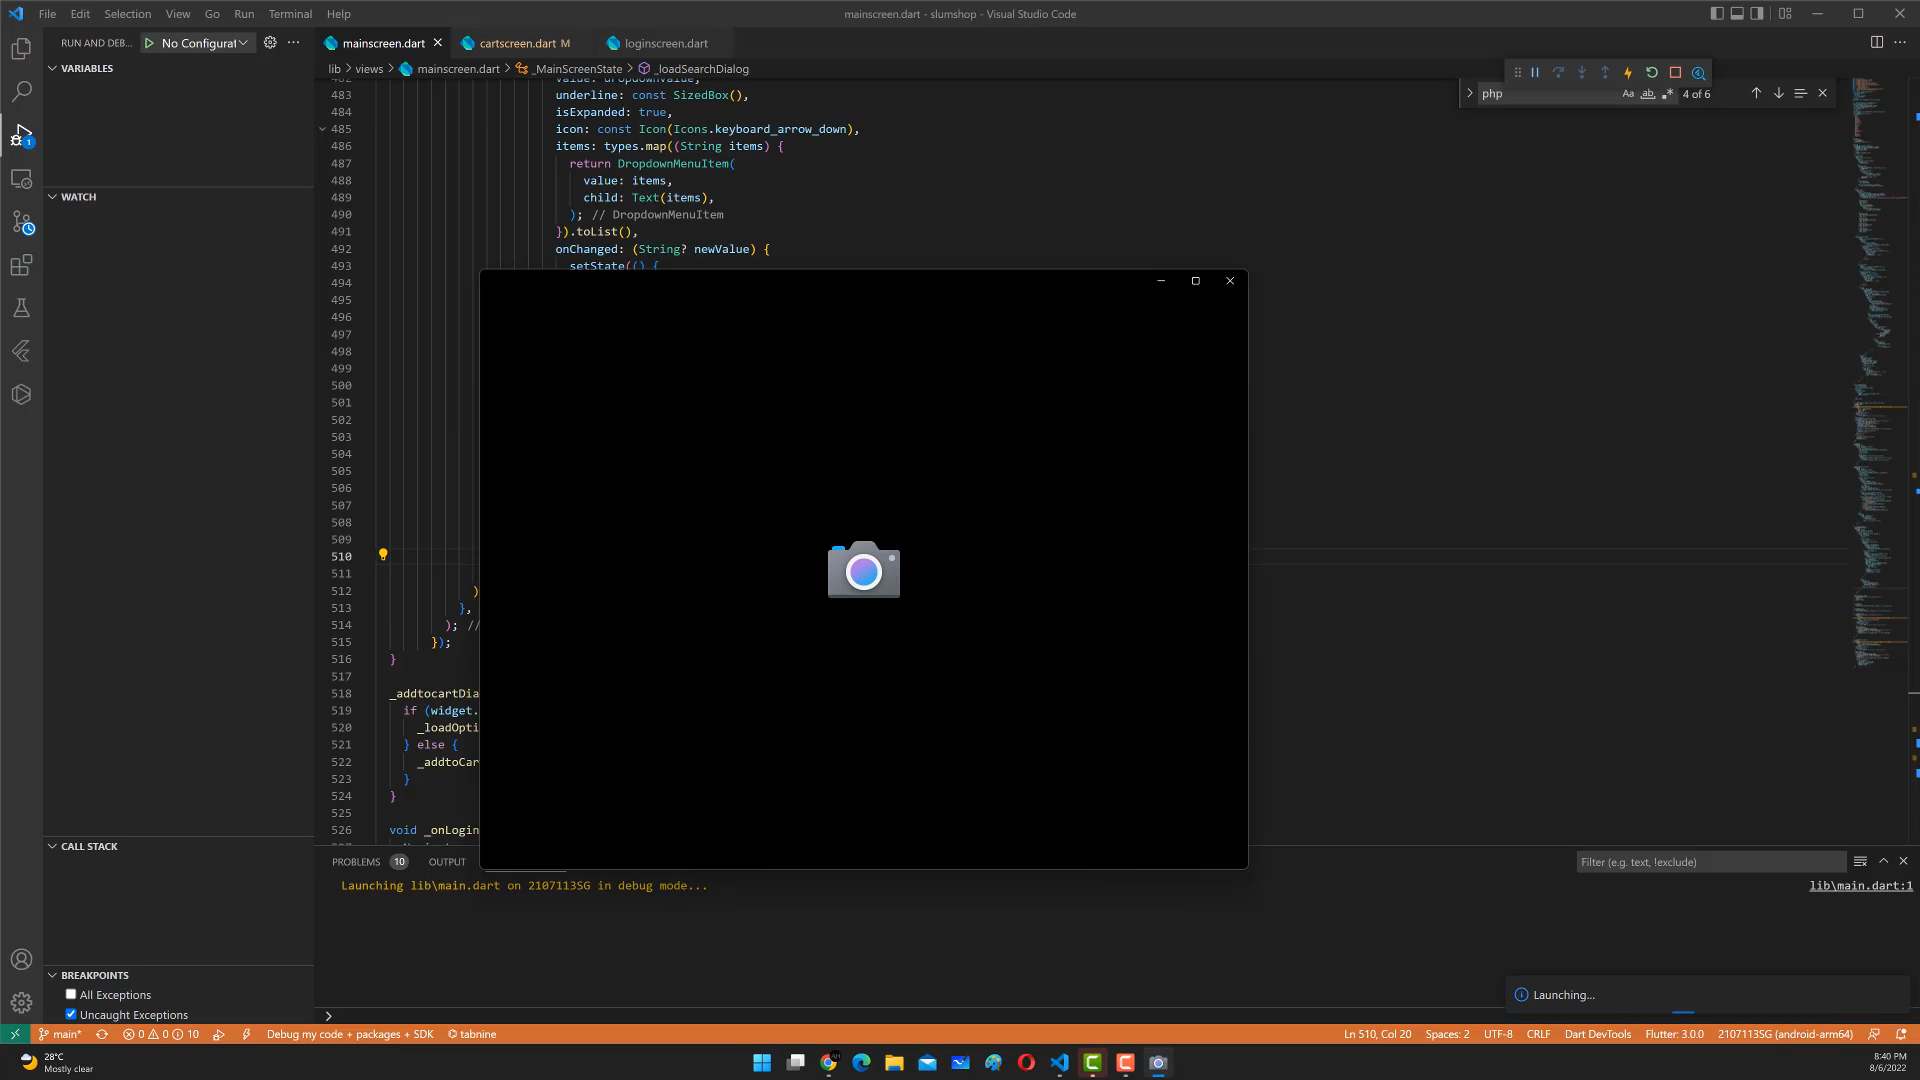 File Edit Selection View Go Run Terminal Help
mainscreen.dart - slumshop - Visual Studio Code
RUN AND DEB... No Configurat
mainscreen.dart
cartscreen.dart M
loginscreen.dart
lib > views > mainscreen.dart > _MainScreenState > _loadSearchDialog
php
Aa ab .* 4 of 6
VARIABLES
WATCH
CALL STACK
BREAKPOINTS
All Exceptions
Uncaught Exceptions
482 value: dropdownvalue,
483 underline: const SizedBox(),
484 isExpanded: true,
485 icon: const Icon(Icons.keyboard_arrow_down),
486 items: types.map((String items) {
487 return DropdownMenuItem(
488 value: items,
489 child: Text(items),
490 ); // DropdownMenuItem
491 }).toList(),
492 onChanged: (String? newValue) {
493 setState(() {
494
495
496
497
498
499
500
501
502
503
504
505
506
507
508
509
510
511
512 )
513 },
514 ); //
515 });
516 }
517
518 _addtocartDia
519 if (widget.
520 _loadOpti
521 } else {
522 _addtoCar
523 }
524 }
525
526 void _onLogin
PROBLEMS 10 OUTPUT
Filter (e.g. text, !exclude)
Launching lib\main.dart on 2107113SG in debug mode...
lib\main.dart:1
Launching...
main* 0 0 10 Debug my code + packages + SDK tabnine
Ln 510, Col 20 Spaces: 2 UTF-8 CRLF Dart DevTools Flutter: 3.0.0 2107113SG (android-arm64)
28°C
Mostly clear
8:40 PM
8/6/2022